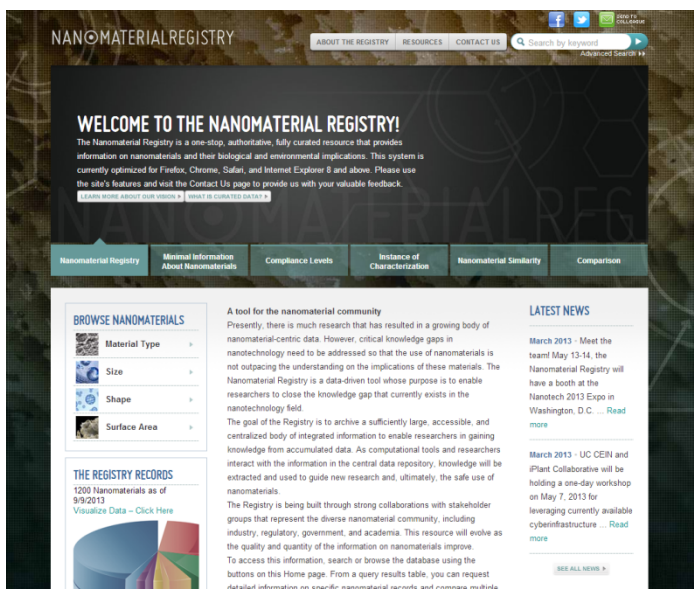 SEND TO
COLLEAGUE
NANOMATERIALREGISTRY
ABOUT THE REGISTRY
RESOURCES
CONTACT US
Search by keyword
Advanced Search
WELCOME TO THE NANOMATERIAL REGISTRY!
The Nanomaterial Registry is a one-stop, authoritative, fully curated resource that provides
information on nanomaterials and their biological and environmental implications. This system is
currently optimized for Firefox, Chrome, Safari, and Internet Explorer 8 and above. Please use
the site's features and visit the Contact Us page to provide us with your valuable feedback.
LEARN MORE ABOUT OUR VISION
WHAT IS CURATED DATA?
NANOMATERIALREG
Nanomaterial Registry
Minimal Information
About Nanomaterials
Compliance Levels
Instance of
Characterization
Nanomaterial Similarity
Comparison
BROWSE NANOMATERIALS
Material Type
Size
Shape
Surface Area
THE REGISTRY RECORDS
1200 Nanomaterials as of
9/9/2013
Visualize Data – Click Here
A tool for the nanomaterial community
Presently, there is much research that has resulted in a growing body of
nanomaterial-centric data. However, critical knowledge gaps in
nanotechnology need to be addressed so that the use of nanomaterials is
not outpacing the understanding on the implications of these materials. The
Nanomaterial Registry is a data-driven tool whose purpose is to enable
researchers to close the knowledge gap that currently exists in the
nanotechnology field.
The goal of the Registry is to archive a sufficiently large, accessible, and
centralized body of integrated information to enable researchers in gaining
knowledge from accumulated data. As computational tools and researchers
interact with the information in the central data repository, knowledge will be
extracted and used to guide new research and, ultimately, the safe use of
nanomaterials.
The Registry is being built through strong collaborations with stakeholder
groups that represent the diverse nanomaterial community, including
industry, regulatory, government, and academia. This resource will evolve as
the quality and quantity of the information on nanomaterials improve.
To access this information, search or browse the database using the
buttons on this Home page. From a query results table, you can request
detailed information on specific nanomaterial records and compare multiple
LATEST NEWS
March 2013 - Meet the
team! May 13-14, the
Nanomaterial Registry will
have a booth at the
Nanotech 2013 Expo in
Washington, D.C. ... Read
more
March 2013 - UC CEIN and
iPlant Collaborative will be
holding a one-day workshop
on May 7, 2013 for
leveraging currently available
cyberinfrastructure ... Read
more
SEE ALL NEWS